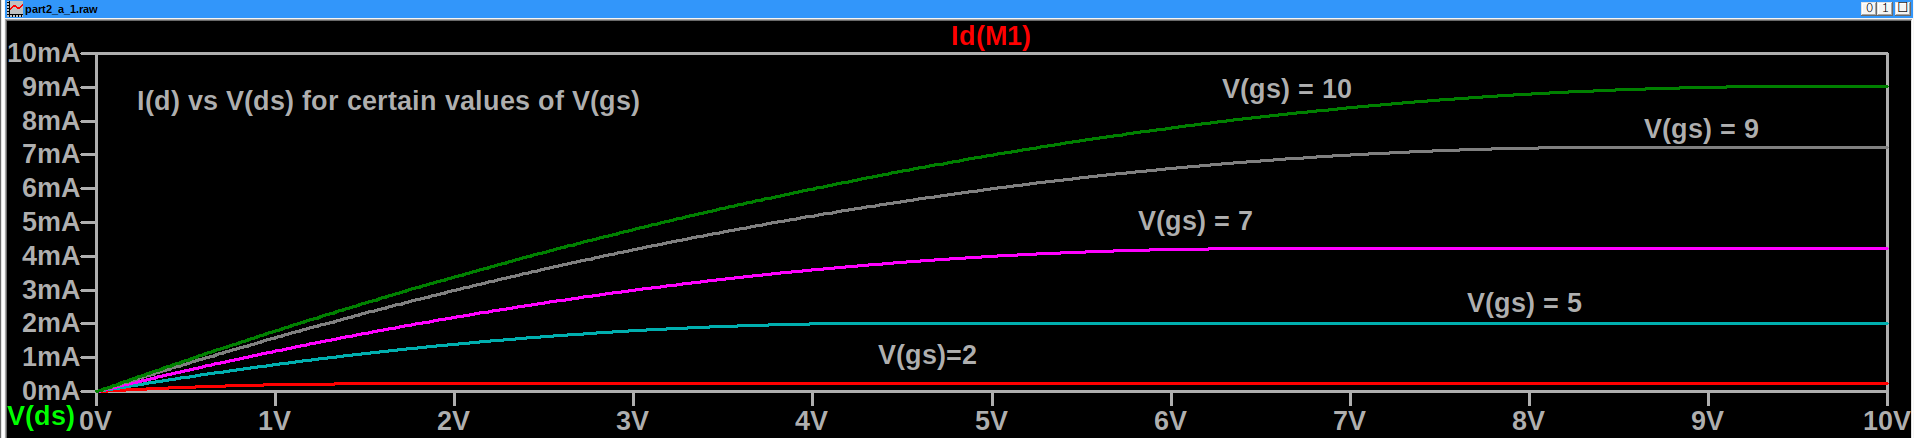 part2_a_1.raw
Id(M1)
10mA
9mA
8mA
7mA
6mA
5mA
4mA
3mA
2mA
1mA
0mA
I(d) vs V(ds) for certain values of V(gs)
V(gs) = 10
V(gs) = 9
V(gs) = 7
V(gs) = 5
V(gs)=2
V(ds) 0V 1V 2V 3V 4V 5V 6V 7V 8V 9V 10V